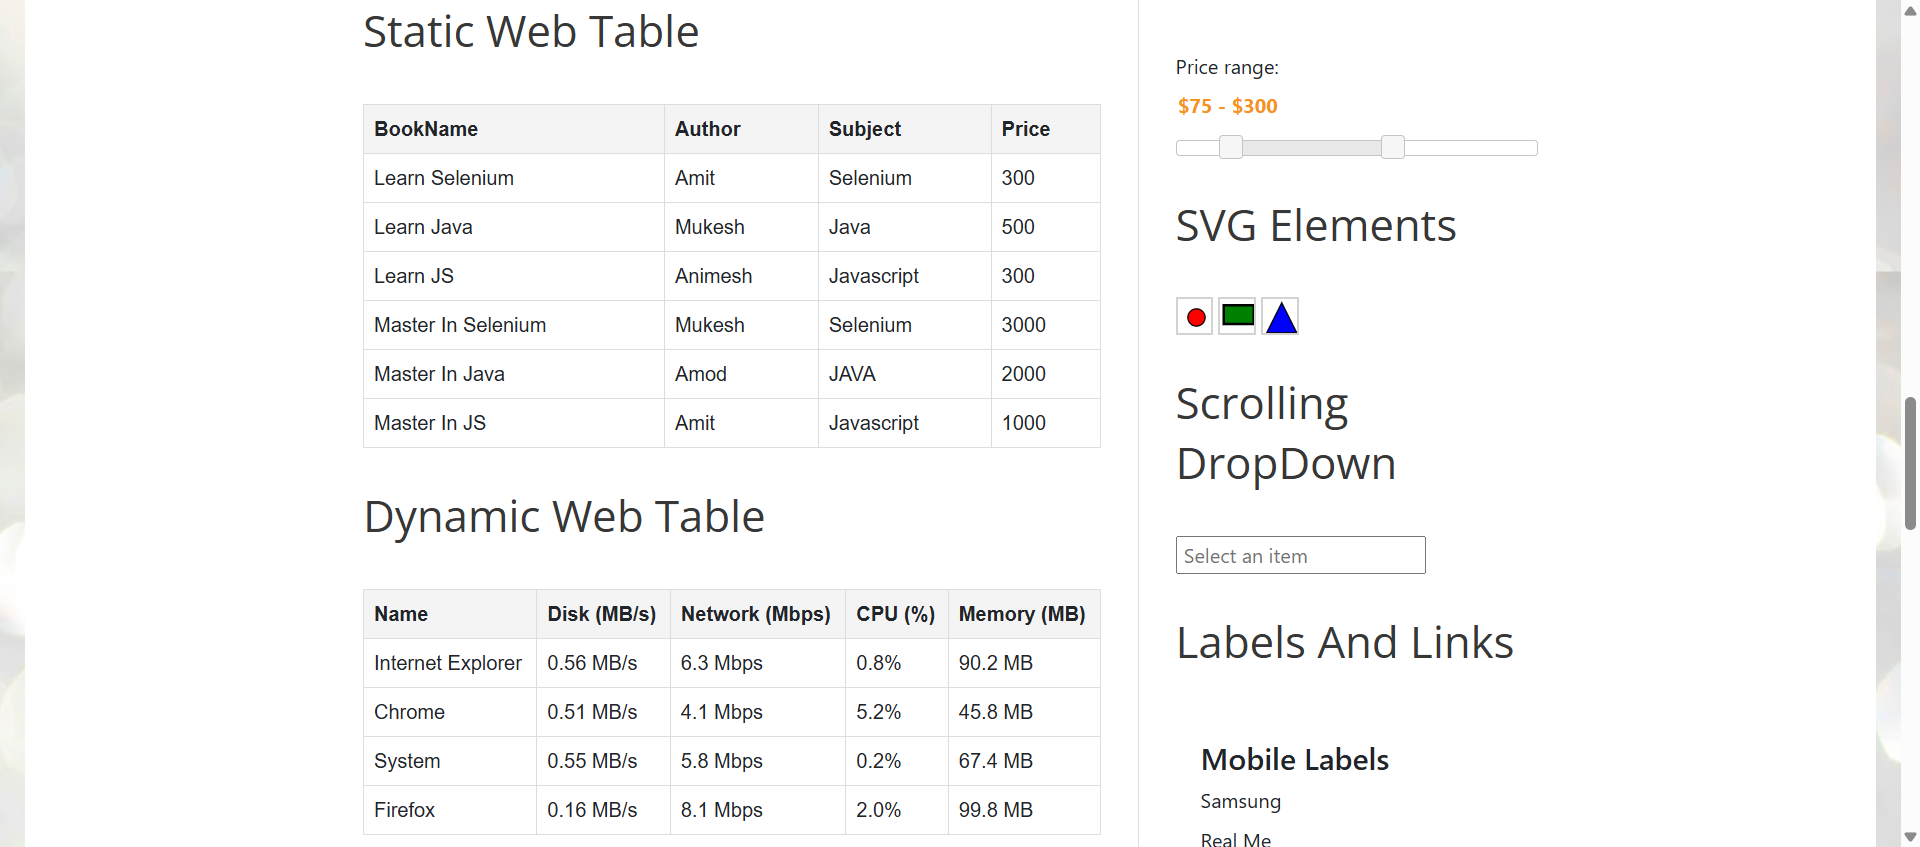 Static Web Table
BookName Author Subject Price
Learn Selenium Amit Selenium 300
Learn Java Mukesh Java 500
Learn JS Animesh Javascript 300
Master In Selenium Mukesh Selenium 3000
Master In Java Amod JAVA 2000
Master In JS Amit Javascript 1000
Dynamic Web Table
Name Disk (MB/s) Network (Mbps) CPU (%) Memory (MB)
Internet Explorer 0.56 MB/s 6.3 Mbps 0.8% 90.2 MB
Chrome 0.51 MB/s 4.1 Mbps 5.2% 45.8 MB
System 0.55 MB/s 5.8 Mbps 0.2% 67.4 MB
Firefox 0.16 MB/s 8.1 Mbps 2.0% 99.8 MB
Price range:
$75 - $300
SVG Elements
Scrolling
DropDown
Select an item
Labels And Links
Mobile Labels
Samsung
Real Me